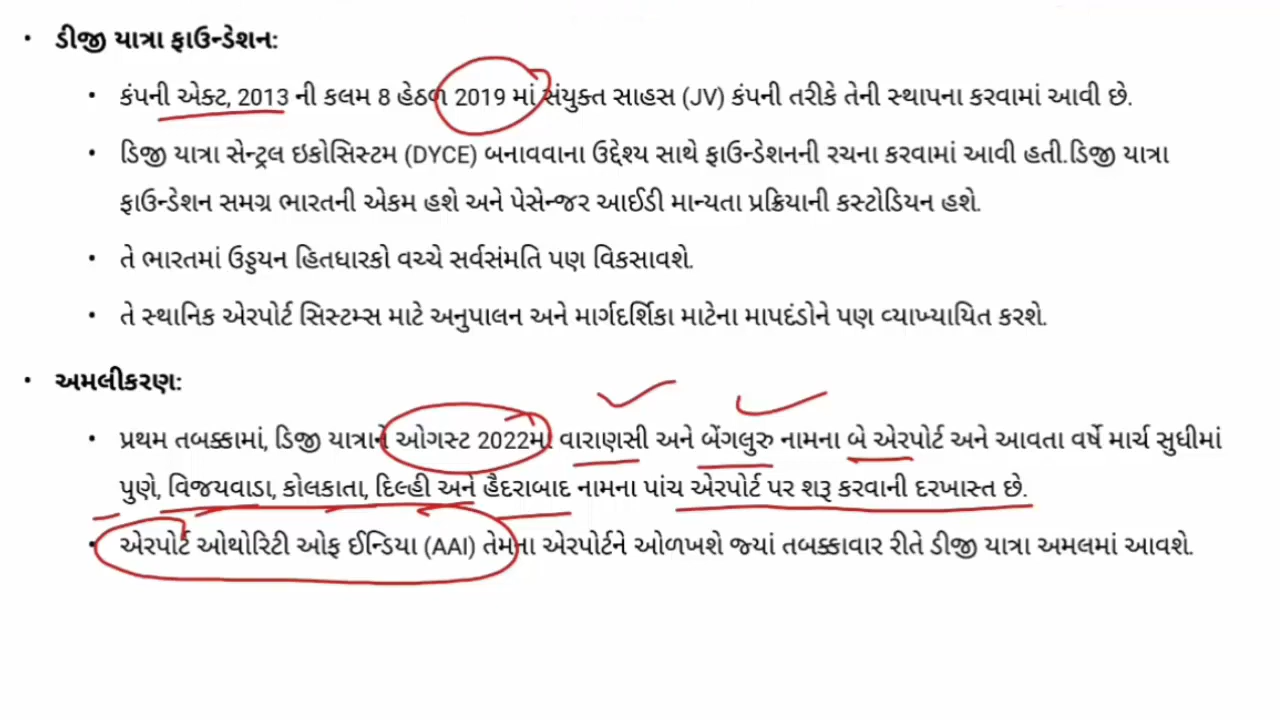 • ડીજી યાત્રા ફાઉન્ડેશન:
• કંપની એક્ટ, 2013 ની કલમ 8 હેઠળ 2019 માં સંયુક્ત સાહસ (JV) કંપની તરીકે તેની સ્થાપના કરવામાં આવી છે.
• ડિજી યાત્રા સેન્ટ્રલ ઇકોસિસ્ટમ (DYCE) બનાવવાના ઉદ્દેશ્ય સાથે ફાઉન્ડેશનની રચના કરવામાં આવી હતી.ડિજી યાત્રા
ફાઉન્ડેશન સમગ્ર ભારતની એકમ હશે અને પેસેન્જર આઈડી માન્યતા પ્રક્રિયાની કસ્ટોડિયન હશે.
• તે ભારતમાં ઉડ્ડયન હિતધારકો વચ્ચે સર્વસંમતિ પણ વિકસાવશે.
• તે સ્થાનિક એરપોર્ટ સિસ્ટમ્સ માટે અનુપાલન અને માર્ગદર્શિકા માટેના માપદંડોને પણ વ્યાખ્યાયિત કરશે.
• અમલીકરણ:
• પ્રથમ તબક્કામાં, ડિજી યાત્રાને ઓગસ્ટ 2022માં વારાણસી અને બેંગલુરુ નામના બે એરપોર્ટ અને આવતા વર્ષે માર્ચ સુધીમાં
પુણે, વિજયવાડા, કોલકાતા, દિલ્હી અને હૈદરાબાદ નામના પાંચ એરપોર્ટ પર શરૂ કરવાની દરખાસ્ત છે.
• એરપોર્ટ ઓથોરિટી ઓફ ઈન્ડિયા (AAI) તેમના એરપોર્ટને ઓળખશે જ્યાં તબક્કાવાર રીતે ડીજી યાત્રા અમલમાં આવશે.